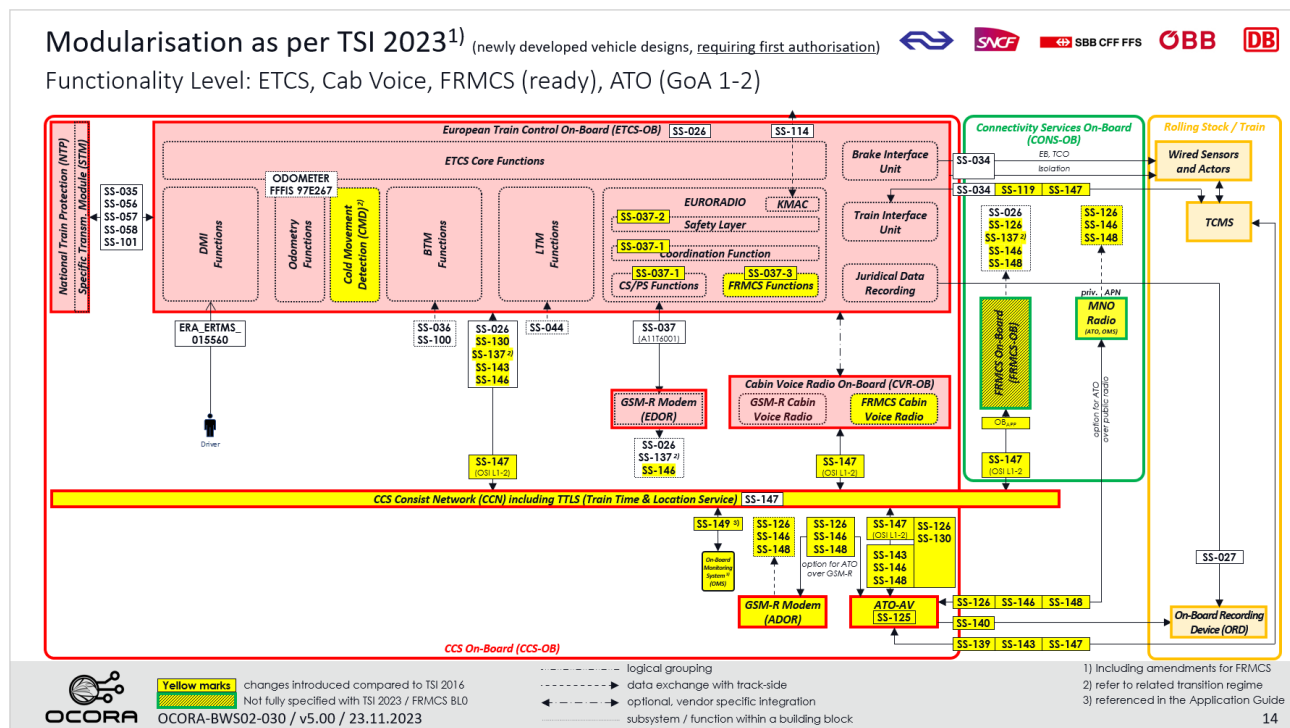 Modularisation as per TSI 2023 1) (newly developed vehicle designs, requiring first authorisation)
SNCF
SBB CFF FFS
ÖBB
DB
Functionality Level: ETCS, Cab Voice, FRMCS (ready), ATO (GoA 1-2)
National Train Protection (NTP)
Specific Transm. Module (STM)
SS-035
SS-056
SS-057
SS-058
SS-101
European Train Control On-Board (ETCS-OB)
SS-026
SS-114
ETCS Core Functions
DMI
Functions
ODOMETER
FFFIS 97E267
Odometry
Functions
Cold Movement
Detection (CMD) 2)
BTM
Functions
LTM
Functions
EURORADIO
KMAC
SS-037-2
Safety Layer
SS-037-1
Coordination Function
SS-037-1
CS/PS Functions
SS-037-3
FRMCS Functions
Brake Interface
Unit
Train Interface
Unit
Juridical Data
Recording
Connectivity Services On-Board
(CONS-OB)
SS-034
EB, TCO
Isolation
SS-034
SS-119
SS-147
SS-026
SS-126
SS-137 2)
SS-146
SS-148
SS-126
SS-146
SS-148
Rolling Stock / Train
Wired Sensors
and Actors
TCMS
FRMCS On-Board
(FRMCS-OB)
priv. APN
MNO
Radio
(ATO, OMS)
option for ATO
over public radio
OB APP
SS-147
(OSI L1-2
ERA_ERTMS_
015560
Driver
SS-036
SS-100
SS-026
SS-130
SS-137 2)
SS-143
SS-146
SS-147
(OSI L1-2)
SS-044
SS-037
(A11T6001)
GSM-R Modem
(EDOR)
SS-026
SS-137 2)
SS-146
Cabin Voice Radio On-Board (CVR-OB)
GSM-R Cabin
Voice Radio
FRMCS Cabin
Voice Radio
SS-147
(OSI L1-2)
CCS Consist Network (CCN) including TTLS (Train Time & Location Service)
SS-147
SS-149 3)
On-Board
Monitoring
System 3)
(OMS)
SS-126
SS-146
SS-148
GSM-R Modem
(ADOR)
SS-126
SS-146
SS-148
option for ATO
over GSM-R
SS-147
(OSI L1-2)
SS-126
SS-130
SS-143
SS-146
SS-148
ATO-AV
SS-125
SS-126
SS-146
SS-148
SS-140
SS-139
SS-143
SS-147
SS-027
On-Board Recording
Device (ORD)
CCS On-Board (CCS-OB)
OCORA
Yellow marks
changes introduced compared to TSI 2016
Not fully specified with TSI 2023 / FRMCS BL0
OCORA-BWS02-030 / v5.00 / 23.11.2023
logical grouping
data exchange with track-side
optional, vendor specific integration
subsystem / function within a building block
1) Including amendments for FRMCS
2) refer to related transition regime
3) referenced in the Application Guide
14